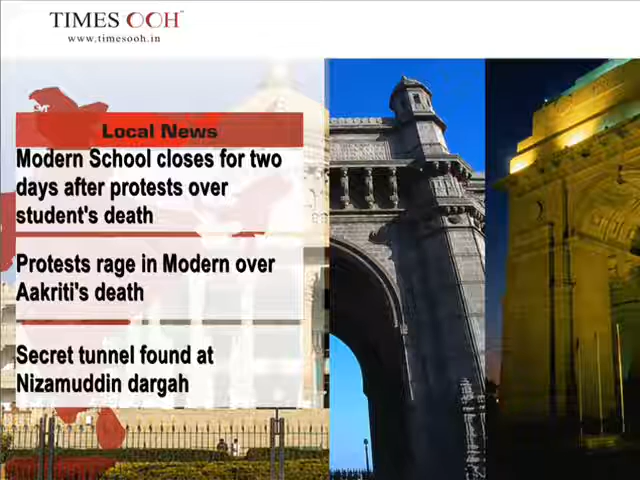 TIMES OOH
www.timesooh.in
Local News
Modern School closes for two
days after protests over
student's death
Protests rage in Modern over
Aakriti's death
Secret tunnel found at
Nizamuddin dargah